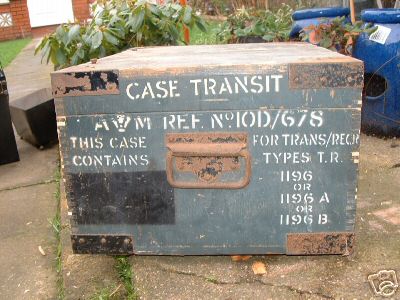 CASE TRANSIT
A M REF. Nº 10D/678
THIS CASE FOR TRANS/RECR
CONTAINS TYPES T.R.
1196
OR
1196 A
OR
1196 B